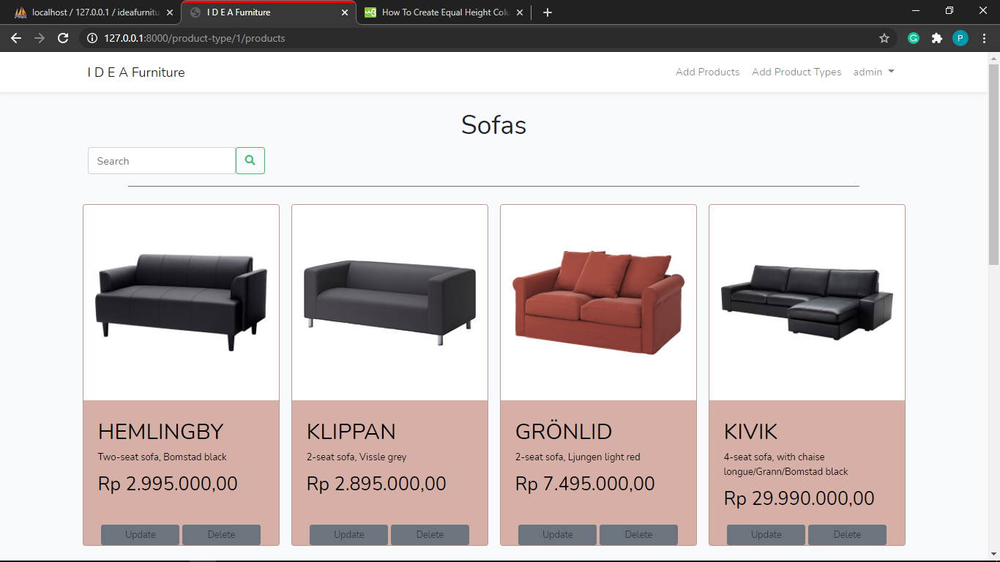 localhost / 127.0.0.1 / ideafurnitu
I D E A Furniture
How To Create Equal Height Colu
127.0.0.1:8000/product-type/1/products
P
I D E A Furniture
Add Products
Add Product Types
admin
Sofas
Search
HEMLINGBY
Two-seat sofa, Bomstad black
Rp 2.995.000,00
Update
Delete
KLIPPAN
2-seat sofa, Vissle grey
Rp 2.895.000,00
Update
Delete
GRÖNLID
2-seat sofa, Ljungen light red
Rp 7.495.000,00
Update
Delete
KIVIK
4-seat sofa, with chaise
longue/Grann/Bomstad black
Rp 29.990.000,00
Update
Delete